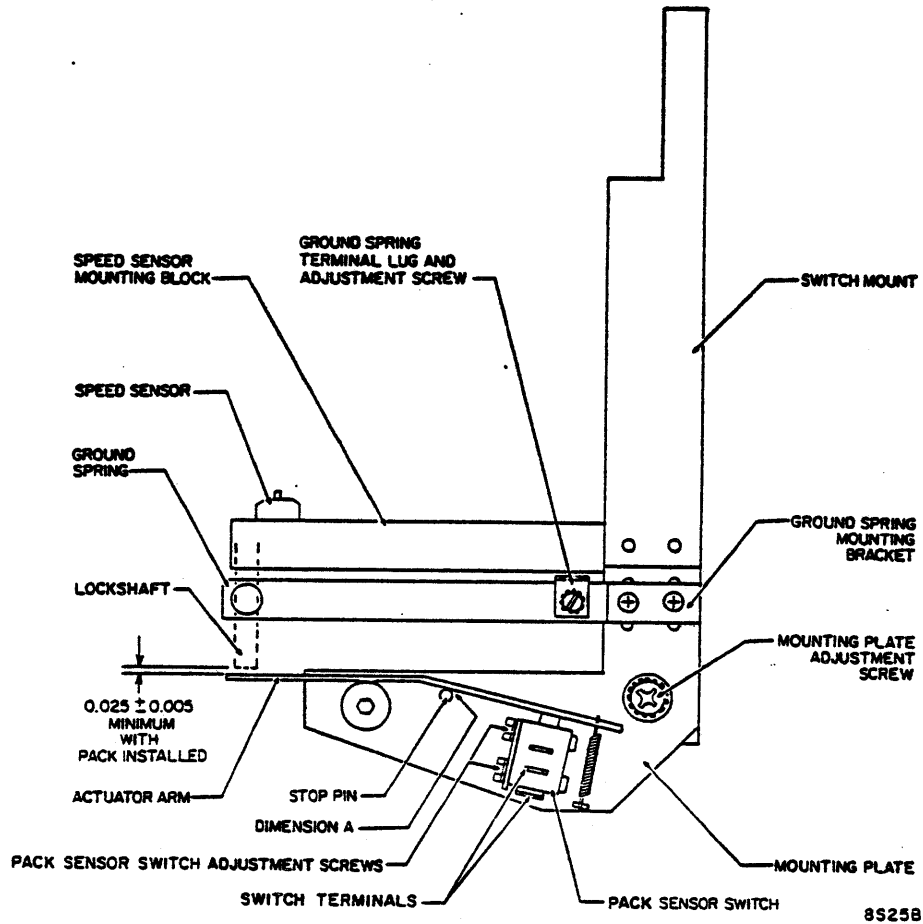 SPEED SENSOR
MOUNTING BLOCK
GROUND SPRING
TERMINAL LUG AND
ADJUSTMENT SCREW
SWITCH MOUNT
SPEED SENSOR
GROUND
SPRING
GROUND SPRING
MOUNTING
BRACKET
LOCKSHAFT
MOUNTING PLATE
ADJUSTMENT
SCREW
0.025 ± 0.005
MINIMUM
WITH
PACK INSTALLED
ACTUATOR ARM
STOP PIN
DIMENSION A
PACK SENSOR SWITCH ADJUSTMENT SCREWS
MOUNTING PLATE
SWITCH TERMINALS
PACK SENSOR SWITCH
8S25B